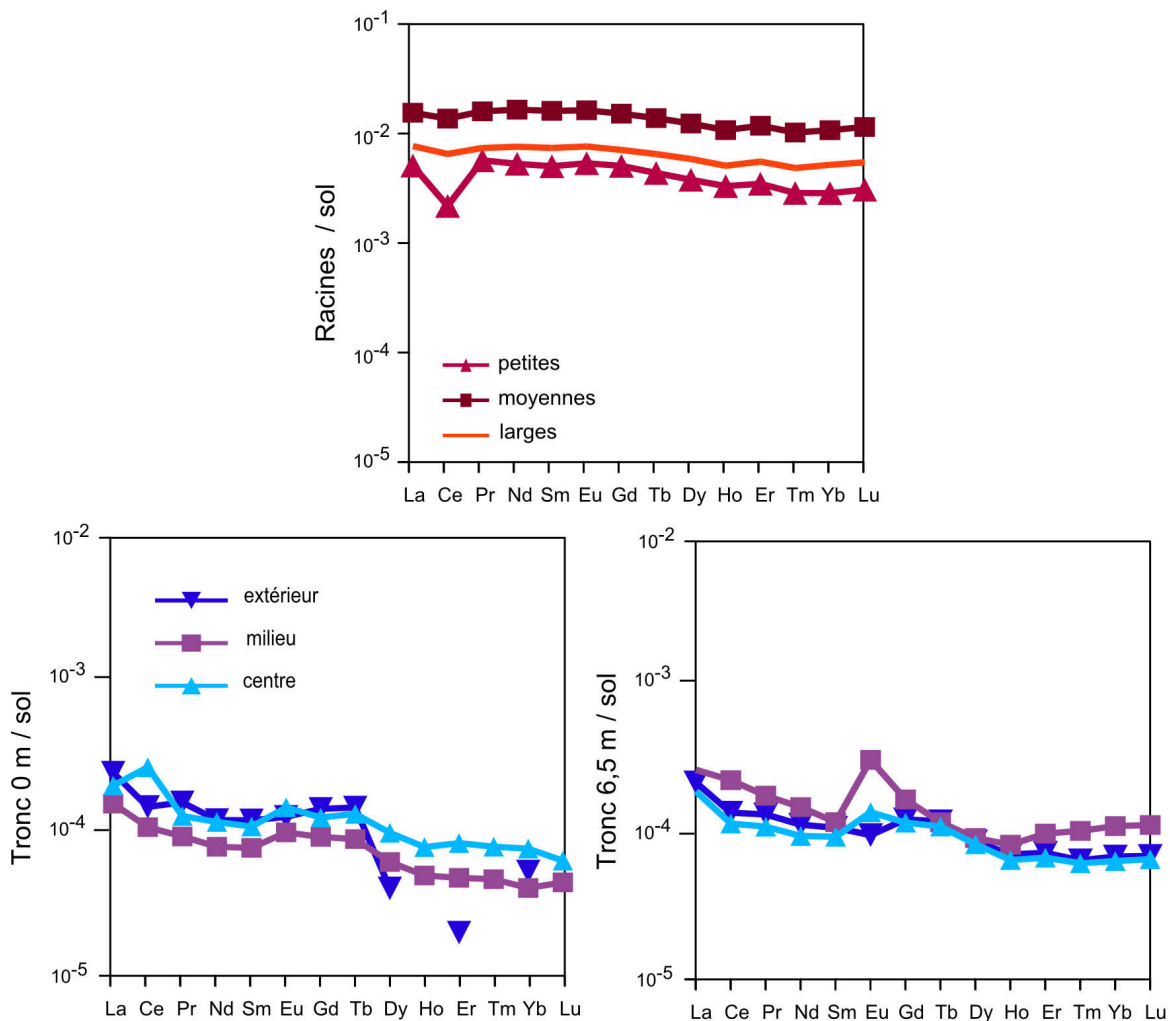 10-1
10-2
10-3
10-4
10-5
Racines / sol
petites
moyennes
larges
La Ce Pr Nd Sm Eu Gd Tb Dy Ho Er Tm Yb Lu
10-2
10-3
10-4
10-5
Tronc 0 m / sol
extérieur
milieu
centre
La Ce Pr Nd Sm Eu Gd Tb Dy Ho Er Tm Yb Lu
10-2
10-3
10-4
10-5
Tronc 6,5 m / sol
La Ce Pr Nd Sm Eu Gd Tb Dy Ho Er Tm Yb Lu